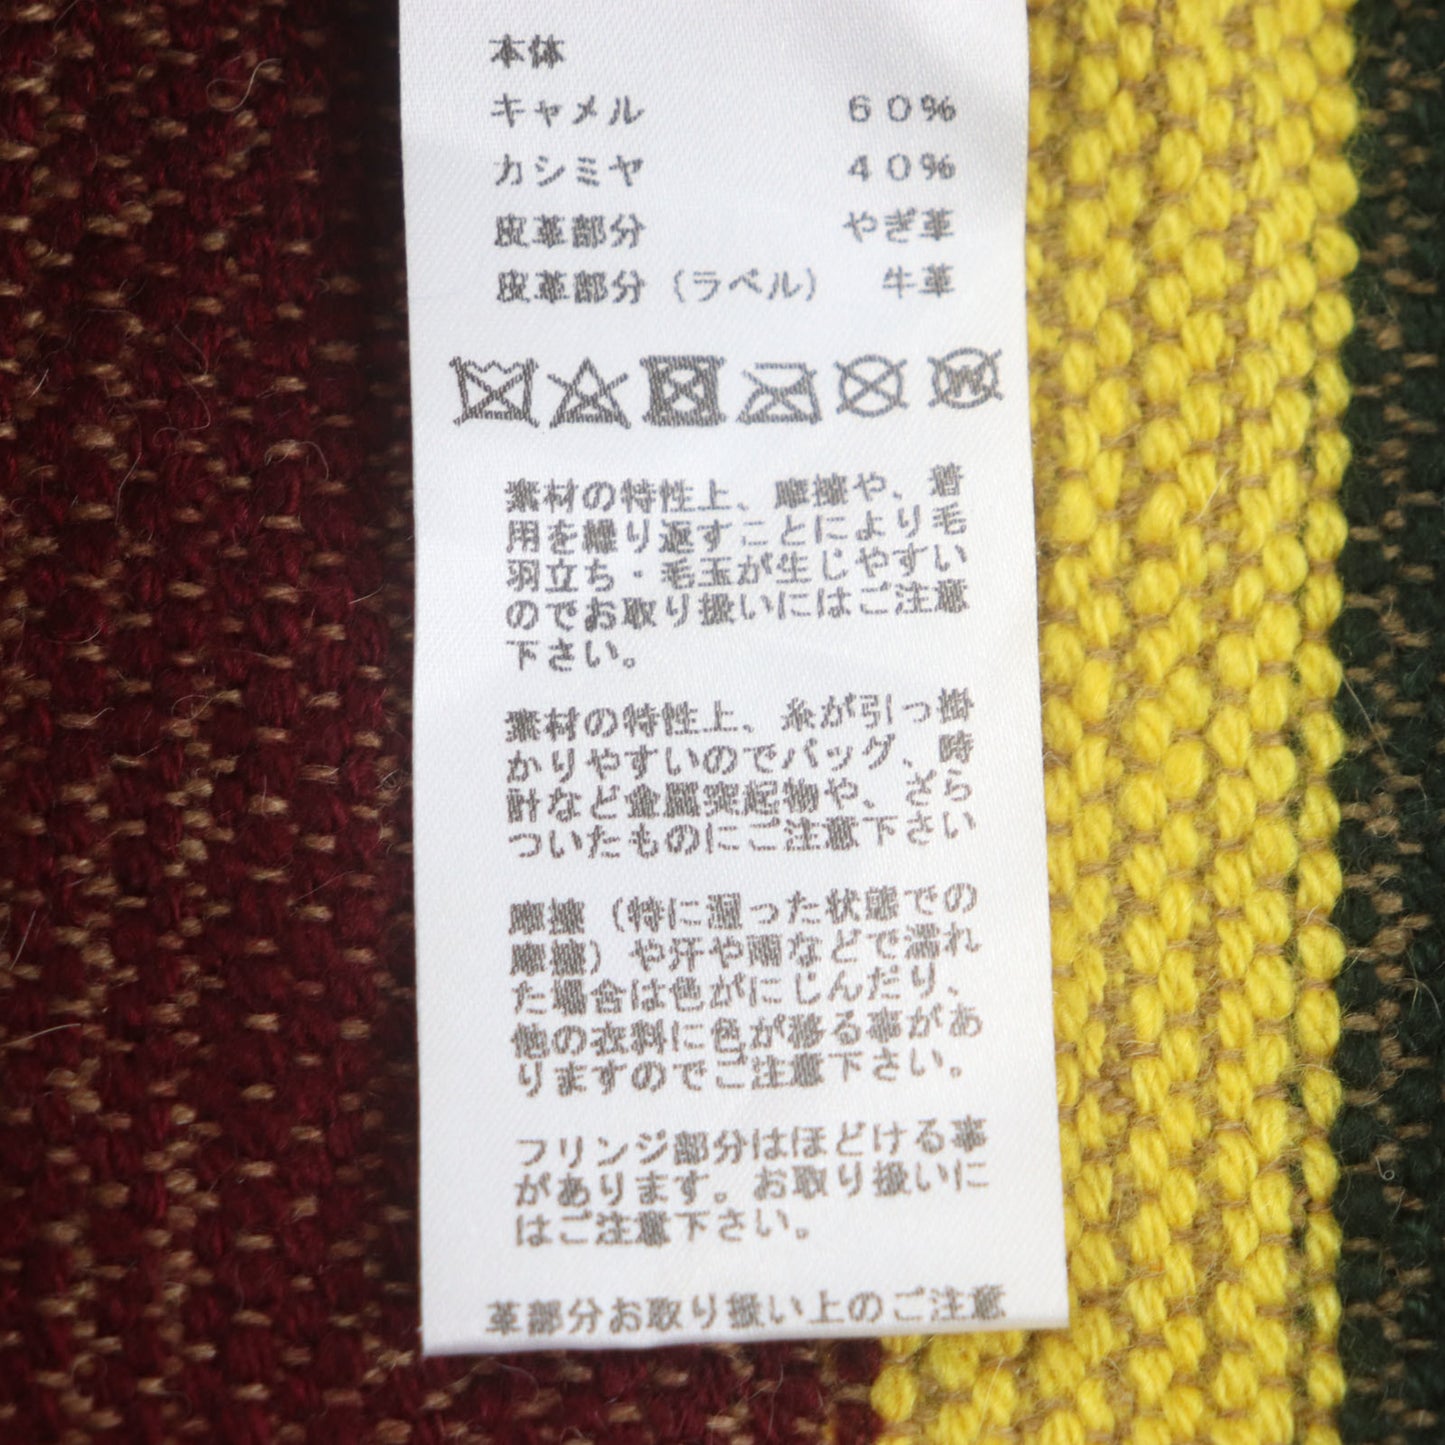 本体
キャメル ６０％
カシミヤ ４０％
皮革部分 やぎ革
皮革部分（ラベル） 牛革
素材の特性上、摩擦や、着
用を繰り返すことにより毛
羽立ち・毛玉が生じやすい
のでお取り扱いにはご注意
下さい。
素材の特性上、糸が引っ掛
かりやすいのでバッグ、時
計など金属突起物や、ざら
ついたものにご注意下さい
摩擦（特に湿った状態での
摩擦）や汗や雨などで濡れ
た場合は色がにじんだり、
他の衣料に色が移る事があ
りますのでご注意下さい。
フリンジ部分はほどける事
があります。お取り扱いに
はご注意下さい。
革部分お取り扱い上のご注意